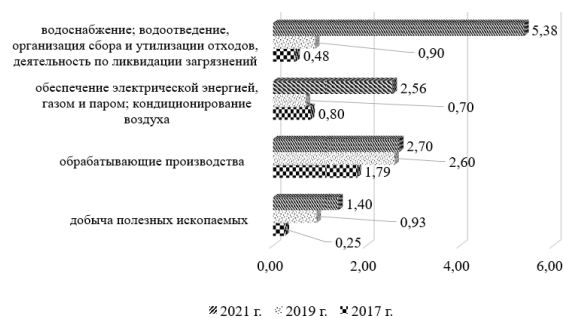 водоснабжение; водоотведение,
организация сбора и утилизации отходов,
деятельность по ликвидации загрязнений
5,38
0,90
0,48
обеспечение электрической энергией,
газом и паром; кондиционирование
воздуха
2,56
0,70
0,80
обрабатывающие производства
2,70
2,60
1,79
добыча полезных ископаемых
1,40
0,93
0,25
0,00 2,00 4,00 6,00
2021 г. 2019 г. 2017 г.